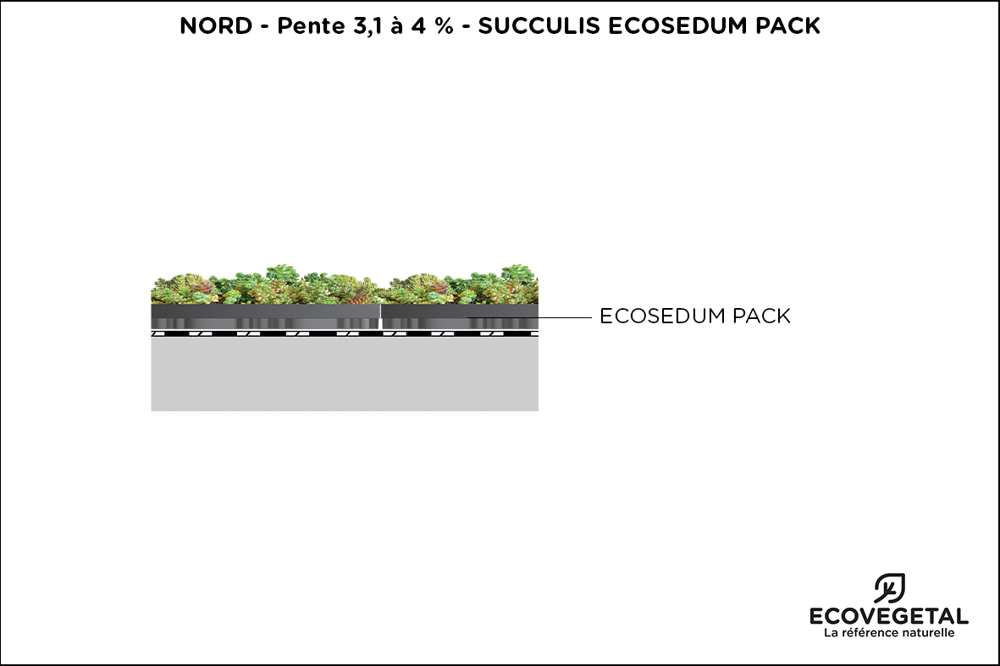 NORD - Pente 3,1 à 4 % - SUCCULIS ECOSEDUM PACK
ECOSEDUM PACK
ECOVEGETAL
La référence naturelle